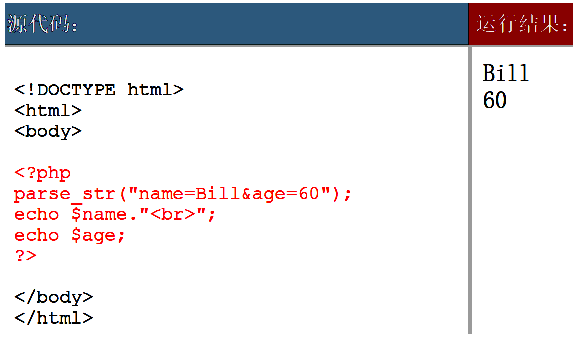 源代码:
运行结果:
<!DOCTYPE html>
<html>
<body>
<?php
parse_str("name=Bill&age=60");
echo $name."<br>";
echo $age;
?>
</body>
</html>
Bill
60